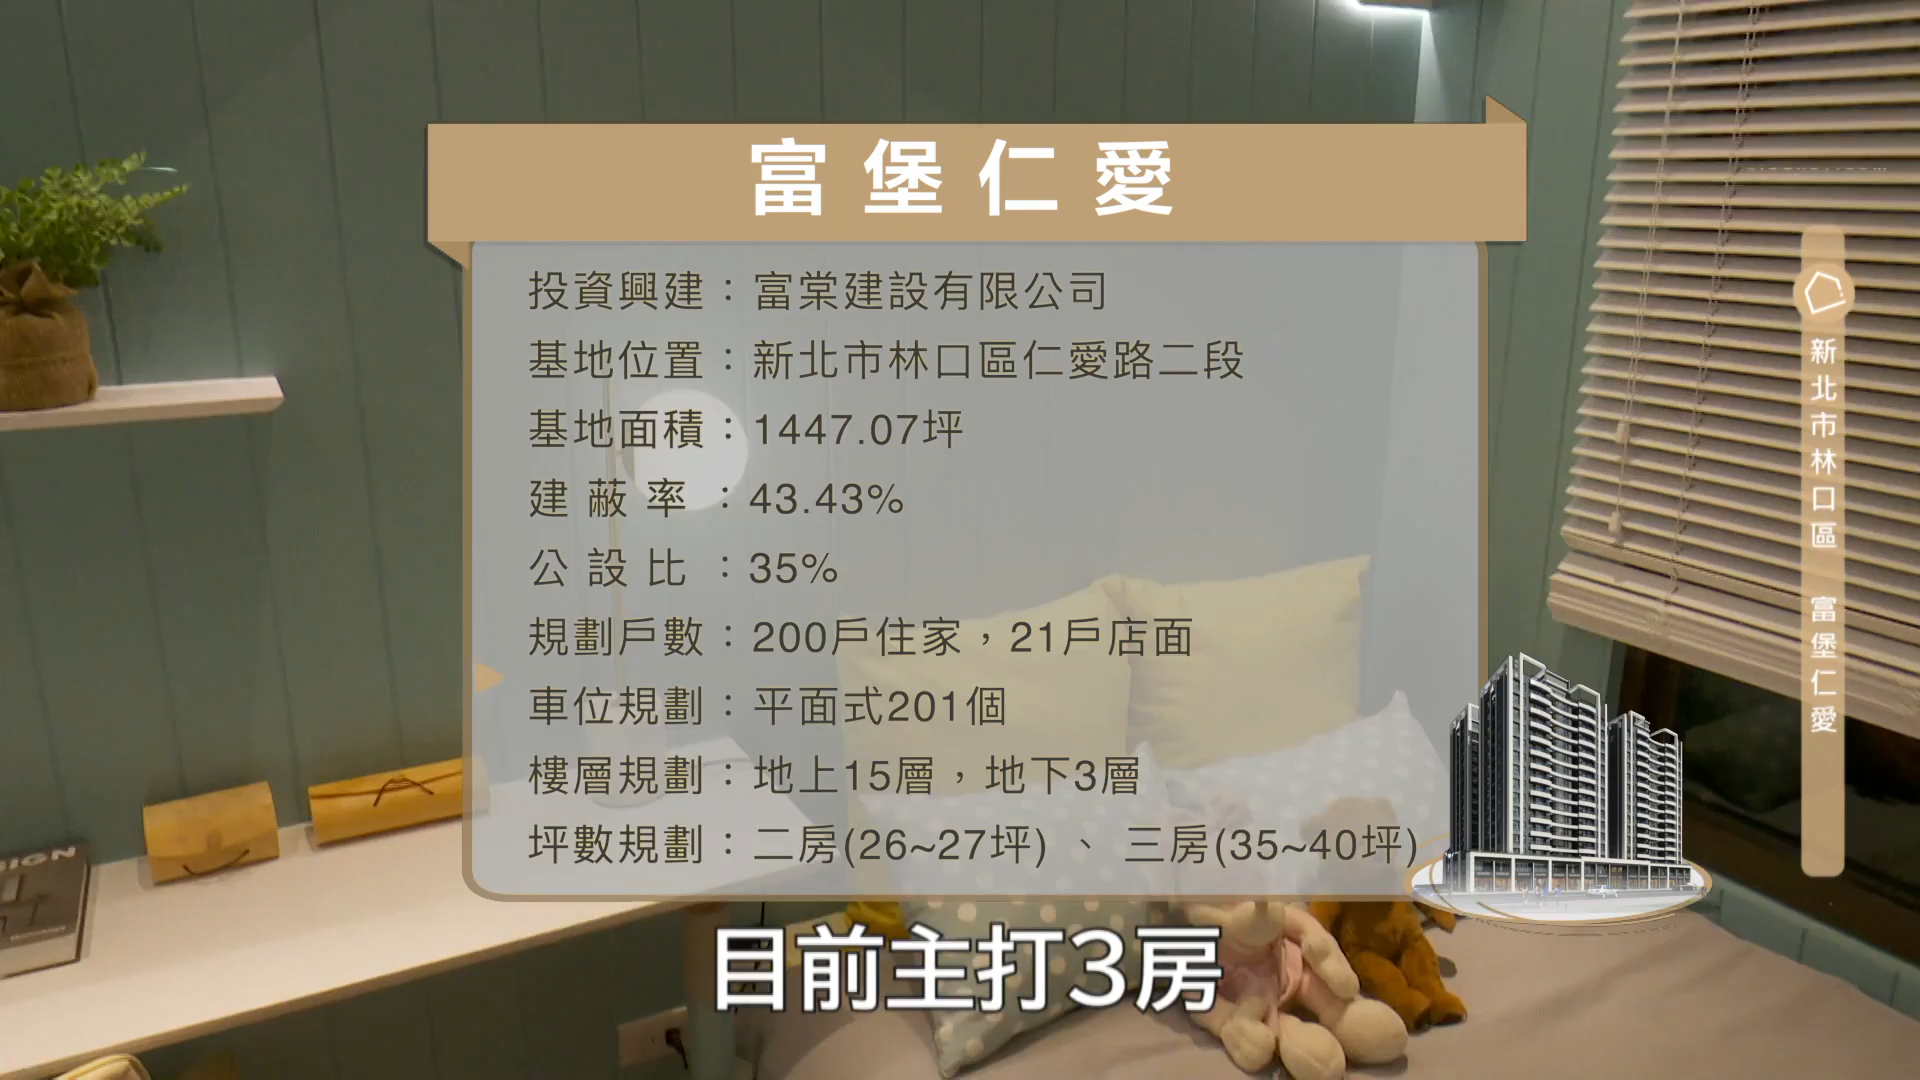 富堡仁愛
投資興建：富棠建設有限公司
基地位置：新北市林口區仁愛路二段
基地面積：1447.07坪
建蔽率：43.43%
公設比：35%
規劃戶數：200戶住家，21戶店面
車位規劃：平面式201個
樓層規劃：地上15層，地下3層
坪數規劃：二房(26~27坪)、三房(35~40坪)
新北市林口區 富堡仁愛
目前主打3房